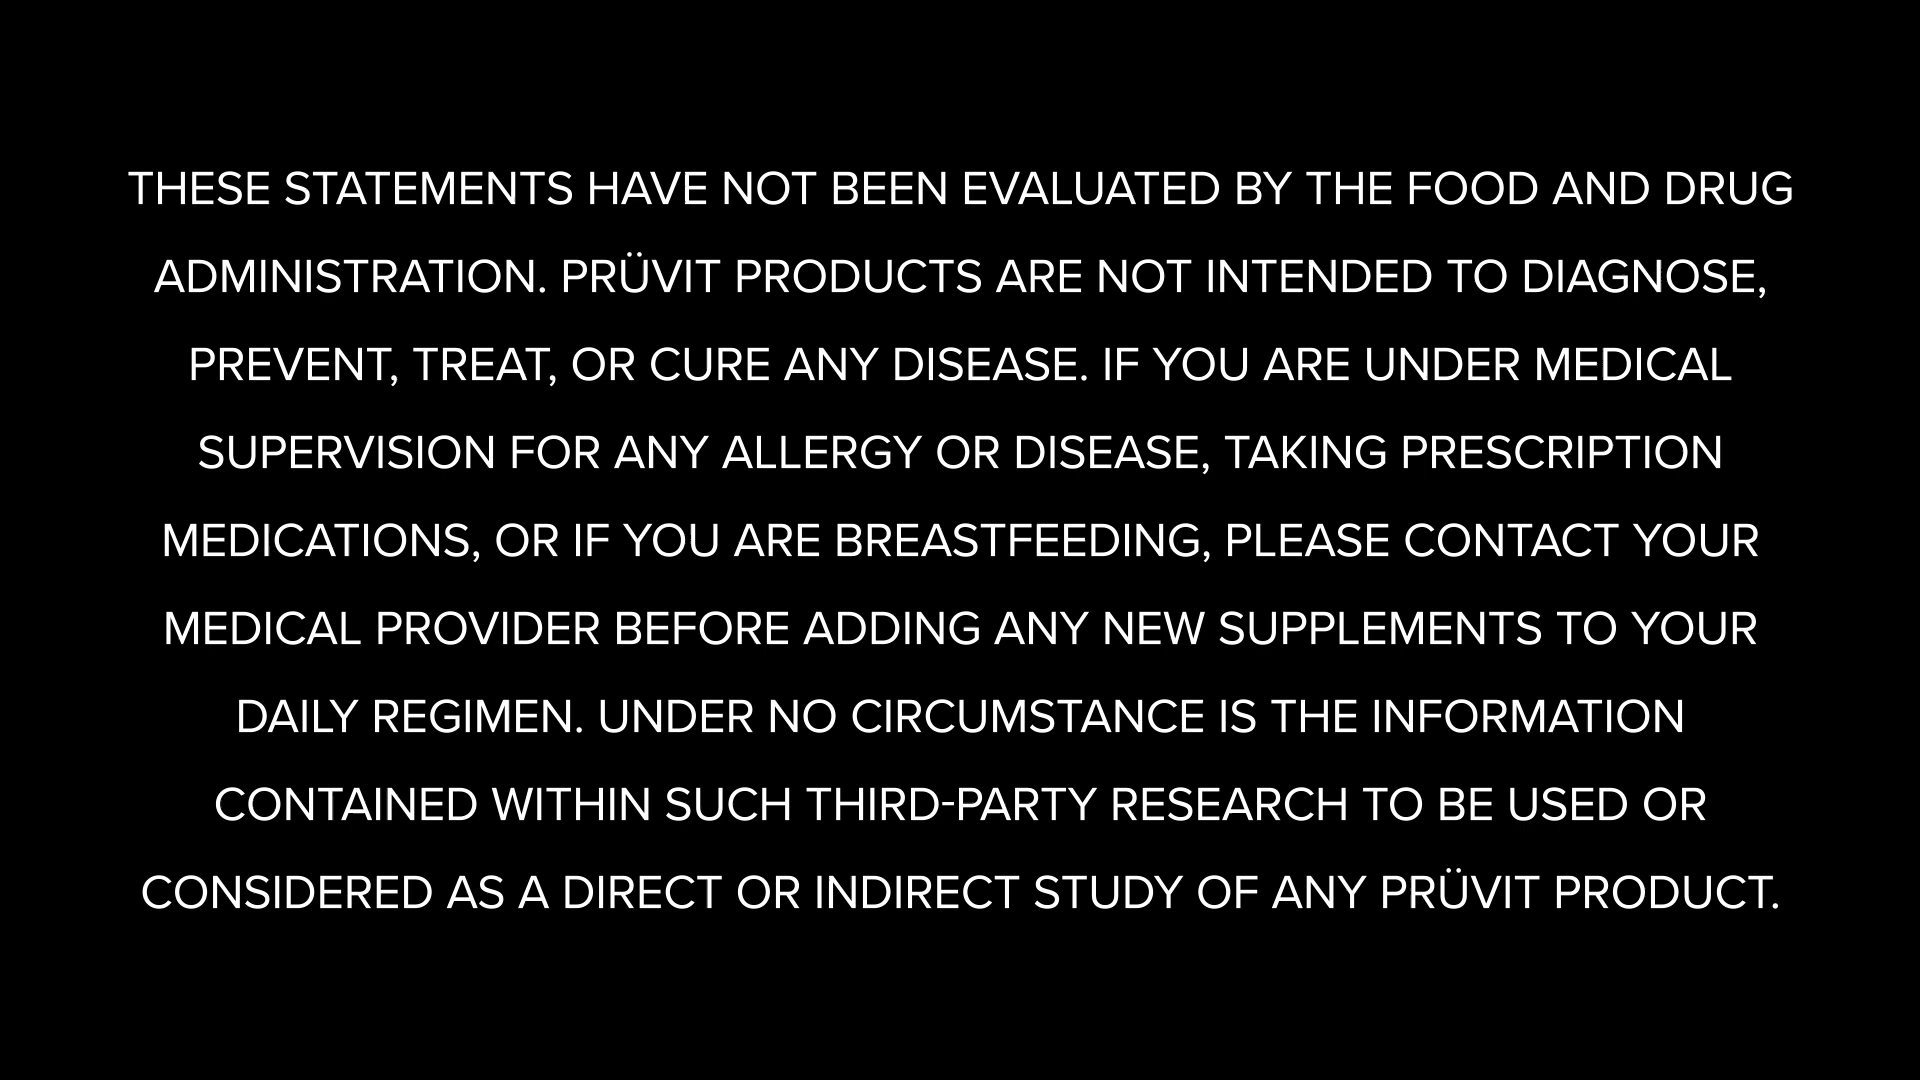 THESE STATEMENTS HAVE NOT BEEN EVALUATED BY THE FOOD AND DRUG
ADMINISTRATION. PRÜVIT PRODUCTS ARE NOT INTENDED TO DIAGNOSE,
PREVENT, TREAT, OR CURE ANY DISEASE. IF YOU ARE UNDER MEDICAL
SUPERVISION FOR ANY ALLERGY OR DISEASE, TAKING PRESCRIPTION
MEDICATIONS, OR IF YOU ARE BREASTFEEDING, PLEASE CONTACT YOUR
MEDICAL PROVIDER BEFORE ADDING ANY NEW SUPPLEMENTS TO YOUR
DAILY REGIMEN. UNDER NO CIRCUMSTANCE IS THE INFORMATION
CONTAINED WITHIN SUCH THIRD-PARTY RESEARCH TO BE USED OR
CONSIDERED AS A DIRECT OR INDIRECT STUDY OF ANY PRÜVIT PRODUCT.